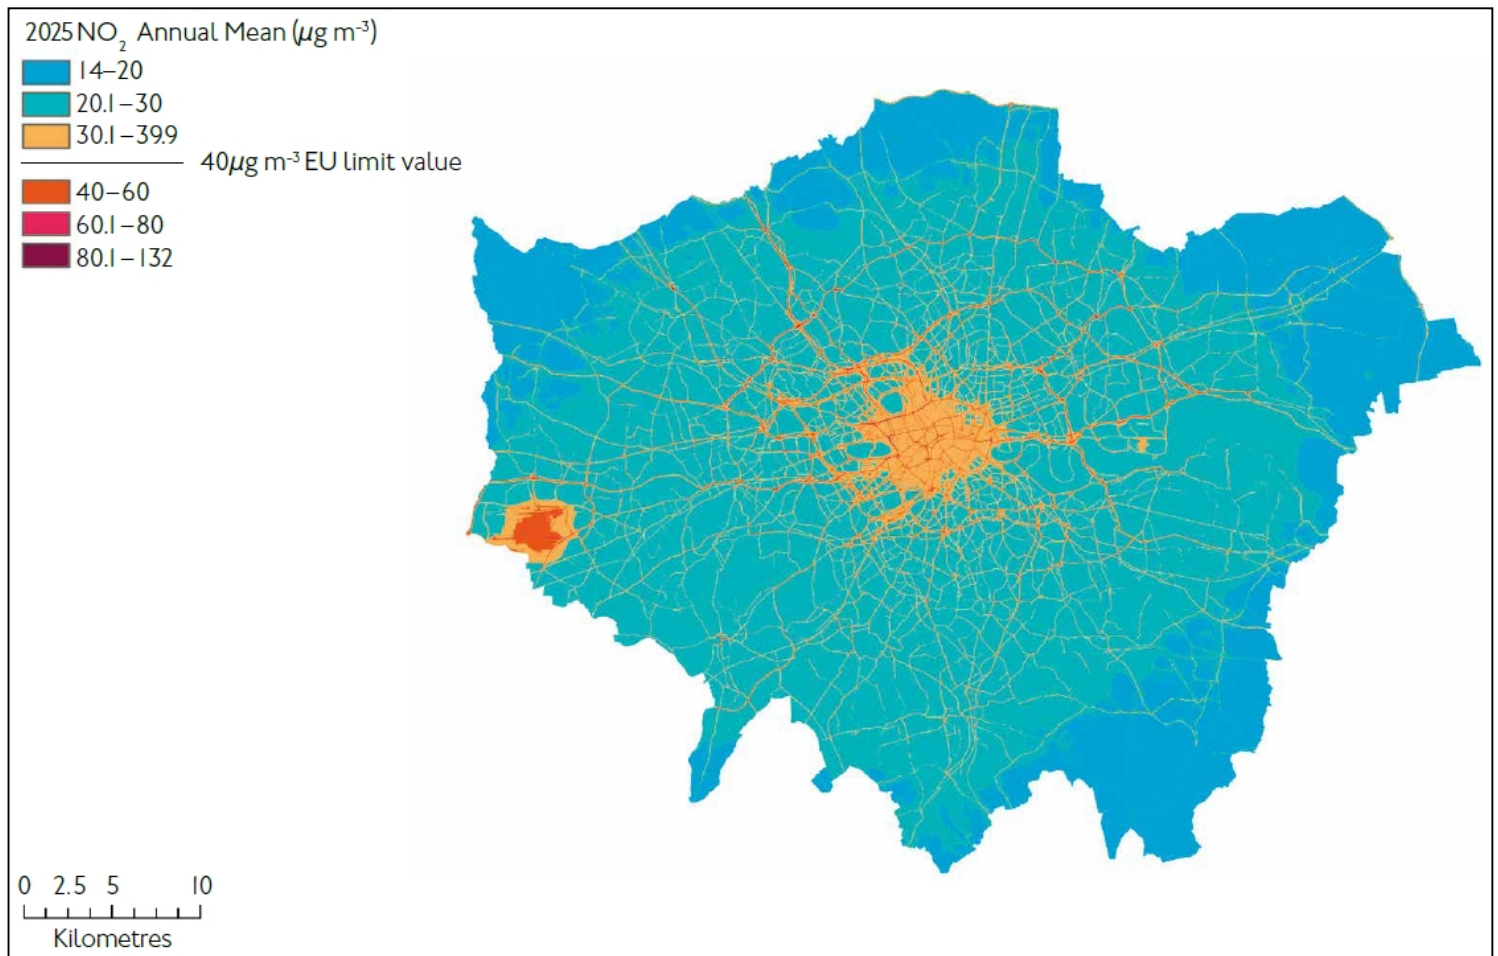 2025 NO₂ Annual Mean (µg m⁻³)
14–20
20.1–30
30.1–39.9
40µg m⁻³ EU limit value
40–60
60.1–80
80.1–132
0 2.5 5 10
Kilometres